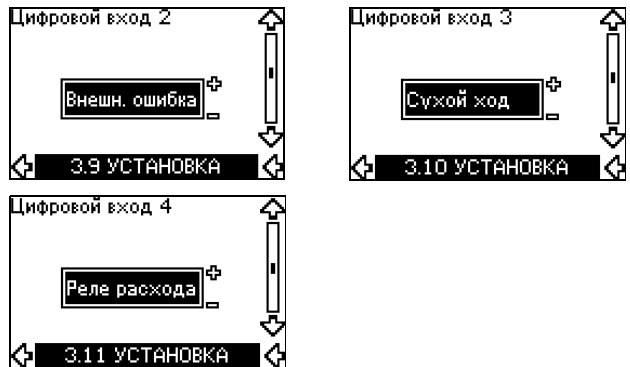 Цифровой вход 2
Внешн. ошибка
3.9 УСТАНОВКА
Цифровой вход 3
Сухой ход
3.10 УСТАНОВКА
Цифровой вход 4
Реле расхода
3.11 УСТАНОВКА